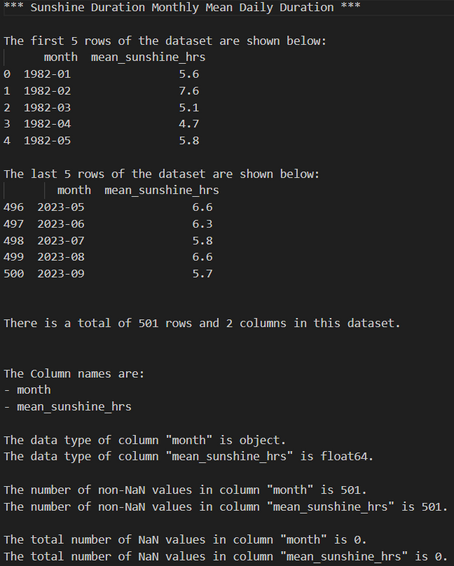 *** Sunshine Duration Monthly Mean Daily Duration ***
The first 5 rows of the dataset are shown below:
month mean_sunshine_hrs
0 1982-01 5.6
1 1982-02 7.6
2 1982-03 5.1
3 1982-04 4.7
4 1982-05 5.8
The last 5 rows of the dataset are shown below:
month mean_sunshine_hrs
496 2023-05 6.6
497 2023-06 6.3
498 2023-07 5.8
499 2023-08 6.6
500 2023-09 5.7
There is a total of 501 rows and 2 columns in this dataset.
The Column names are:
- month
- mean_sunshine_hrs
The data type of column "month" is object.
The data type of column "mean_sunshine_hrs" is float64.
The number of non-NaN values in column "month" is 501.
The number of non-NaN values in column "mean_sunshine_hrs" is 501.
The total number of NaN values in column "month" is 0.
The total number of NaN values in column "mean_sunshine_hrs" is 0.